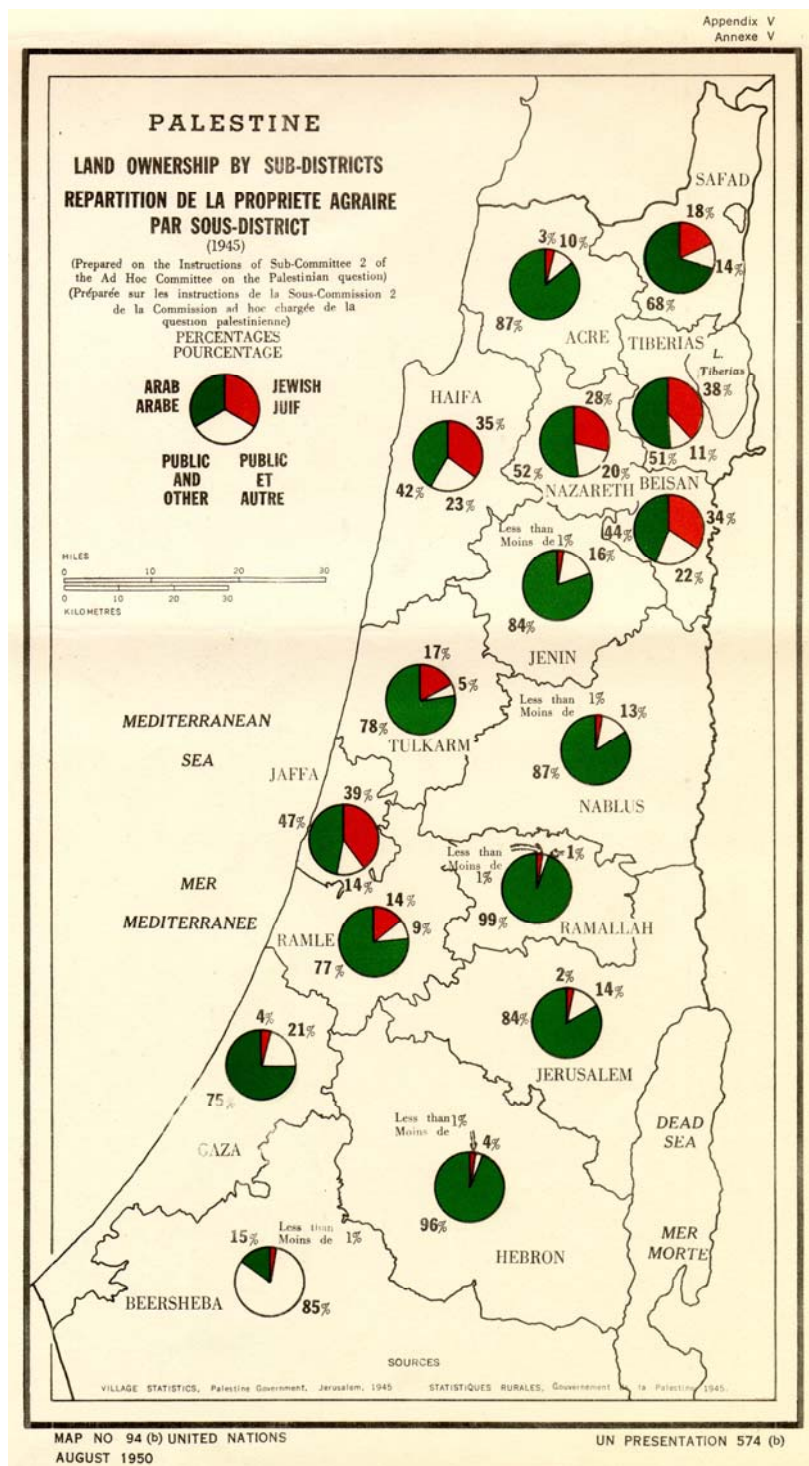 Appendix V
Annexe V
PALESTINE
LAND OWNERSHIP BY SUB-DISTRICTS
REPARTITION DE LA PROPRIETE AGRAIRE
PAR SOUS-DISTRICT
(1945)
(Prepared on the Instructions of Sub-Committee 2 of
the Ad Hoc Committee on the Palestinian question)
(Préparée sur les instructions de la Sous-Commission 2
de la Commission ad hoc chargée de la
question palestinienne)
PERCENTAGES
POURCENTAGE
ARAB JEWISH
ARABE JUIF
PUBLIC PUBLIC
AND ET
OTHER AUTRE
MILES
0 10 20 30
0 10 20 30
KILOMETRES
SAFAD
18%
14%
68%
3% 10%
87%
ACRE
TIBERIAS
L.
Tiberias
38%
11%
51%
HAIFA
35%
42%
23%
28%
52%
20%
NAZARETH
BEISAN
44%
34%
22%
Less than
Moins de 1%
16%
84%
JENIN
17%
5%
78%
TULKARM
Less than 1%
Moins de
13%
87%
NABLUS
MEDITERRANEAN
SEA
JAFFA
39%
47%
14%
Less than
Moins de
1%
1%
99%
RAMALLAH
MER
MEDITERRANEE
14%
RAMLE
9%
77%
2%
14%
84%
JERUSALEM
4%
21%
75%
GAZA
DEAD
SEA
MER
MORTE
Less than 1%
Moins de
4%
96%
HEBRON
15%
Less than
Moins de 1%
BEERSHEBA
85%
SOURCES
VILLAGE STATISTICS, Palestine Government, Jerusalem, 1945 STATISTIQUES RURALES, Gouvernement de la Palestine 1945.
MAP NO 94 (b) UNITED NATIONS UN PRESENTATION 574 (b)
AUGUST 1950